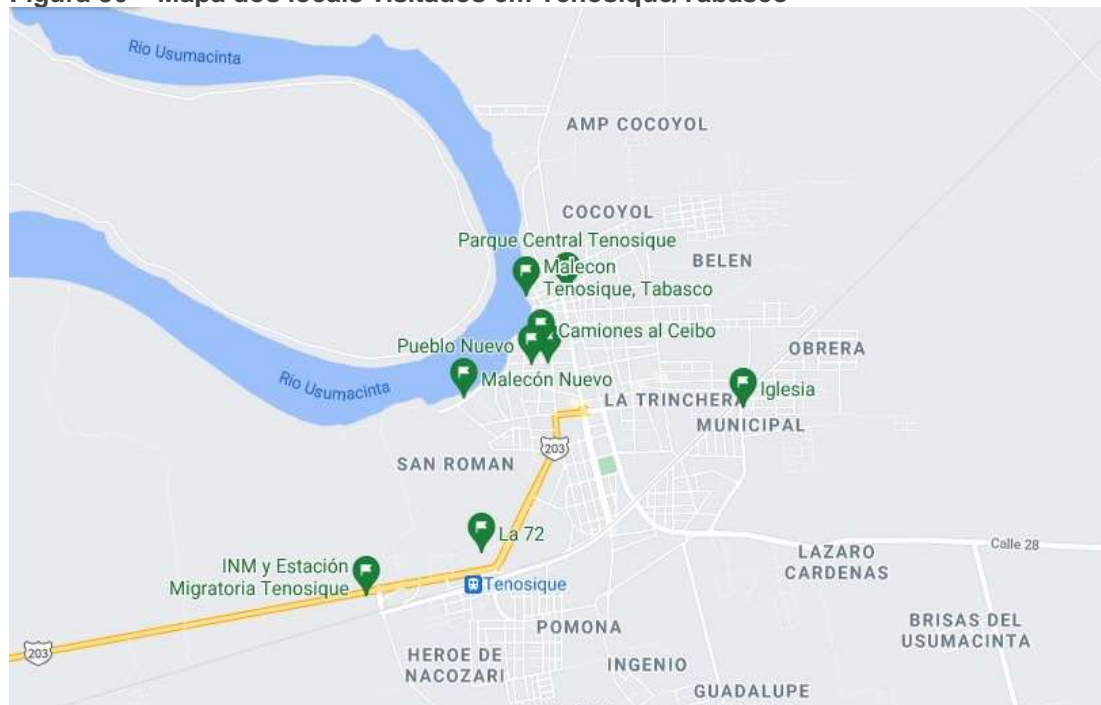 Mapa dos locais visitados em Tenosique/Tabasco
Río Usumacinta
AMP COCOYOL
COCOYOL
Parque Central Tenosique
BELEN
Malecon
Tenosique, Tabasco
Camiones al Ceibo
Pueblo Nuevo
OBRERA
Malecón Nuevo
Río Usumacinta
Iglesia
LA TRINCHERA
MUNICIPAL
203
SAN ROMAN
La 72
Calle 28
LAZARO
CARDENAS
INM y Estación
Migratoria Tenosique
Tenosique
BRISAS DEL
USUMACINTA
POMONA
203
HEROE DE
NACOZARI
INGENIO
GUADALUPE